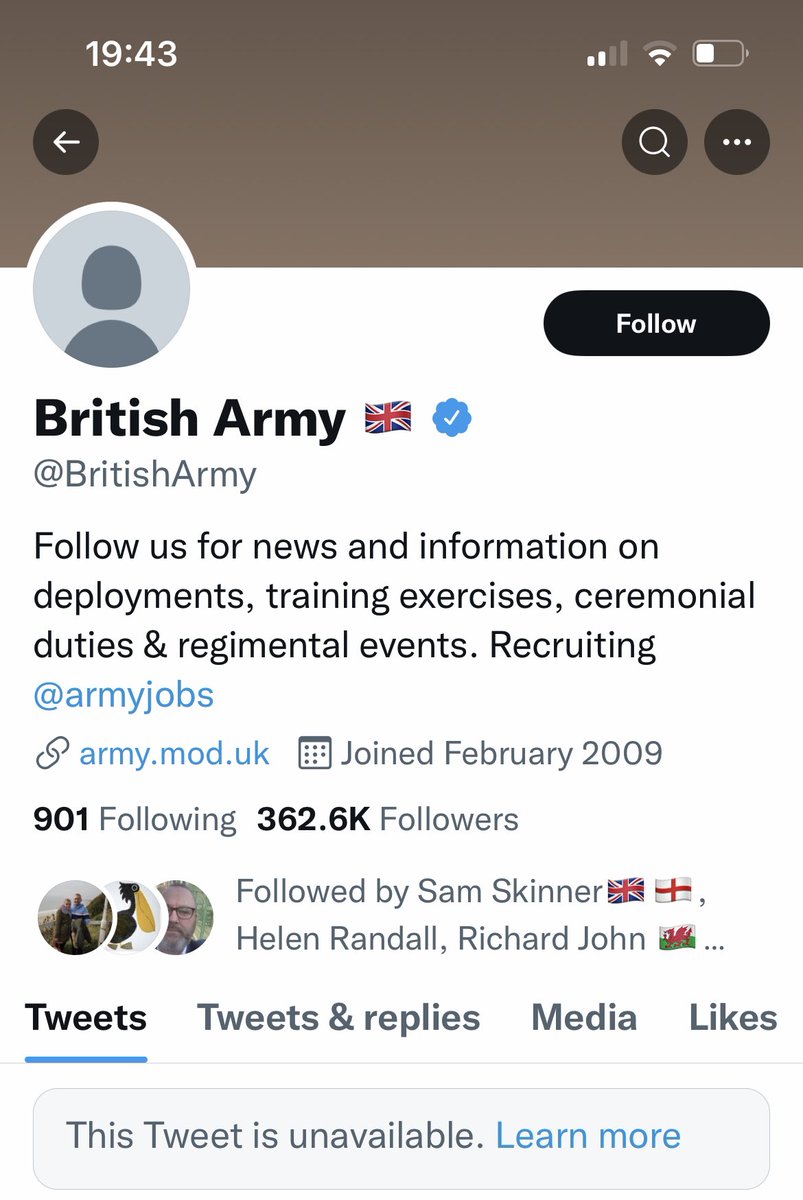 19:43
Follow
British Army 🇬🇧
@BritishArmy
Follow us for news and information on
deployments, training exercises, ceremonial
duties & regimental events. Recruiting
@armyjobs
army.mod.uk Joined February 2009
901 Following 362.6K Followers
Followed by Sam Skinner🇬🇧 🏴󠁧󠁢󠁥󠁮󠁧󠁿 ,
Helen Randall, Richard John 🏴󠁧󠁢󠁷󠁬󠁳󠁿 ...
Tweets Tweets & replies Media Likes
This Tweet is unavailable. Learn more